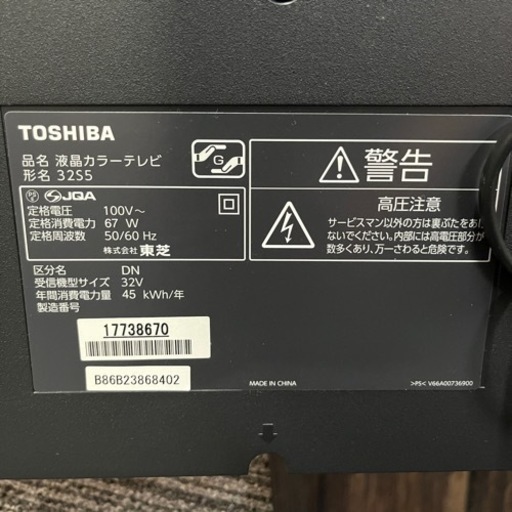 TOSHIBA
品名 液晶カラーテレビ
形名 32S5
G
JQA
定格電圧 100V～
定格消費電力 67 W
定格周波数 50/60 Hz
株式会社 東芝
区分名 DN
受信機型サイズ 32V
年間消費電力量 45 kWh/年
製造番号
17738670
B86B23868402
警告
高圧注意
サービスマン以外の方は裏ぶたをあけ
ないでください。内部には高電圧部分が
数多くあり、万一さわると危険です。
MADE IN CHINA
>PS< V66A00736900